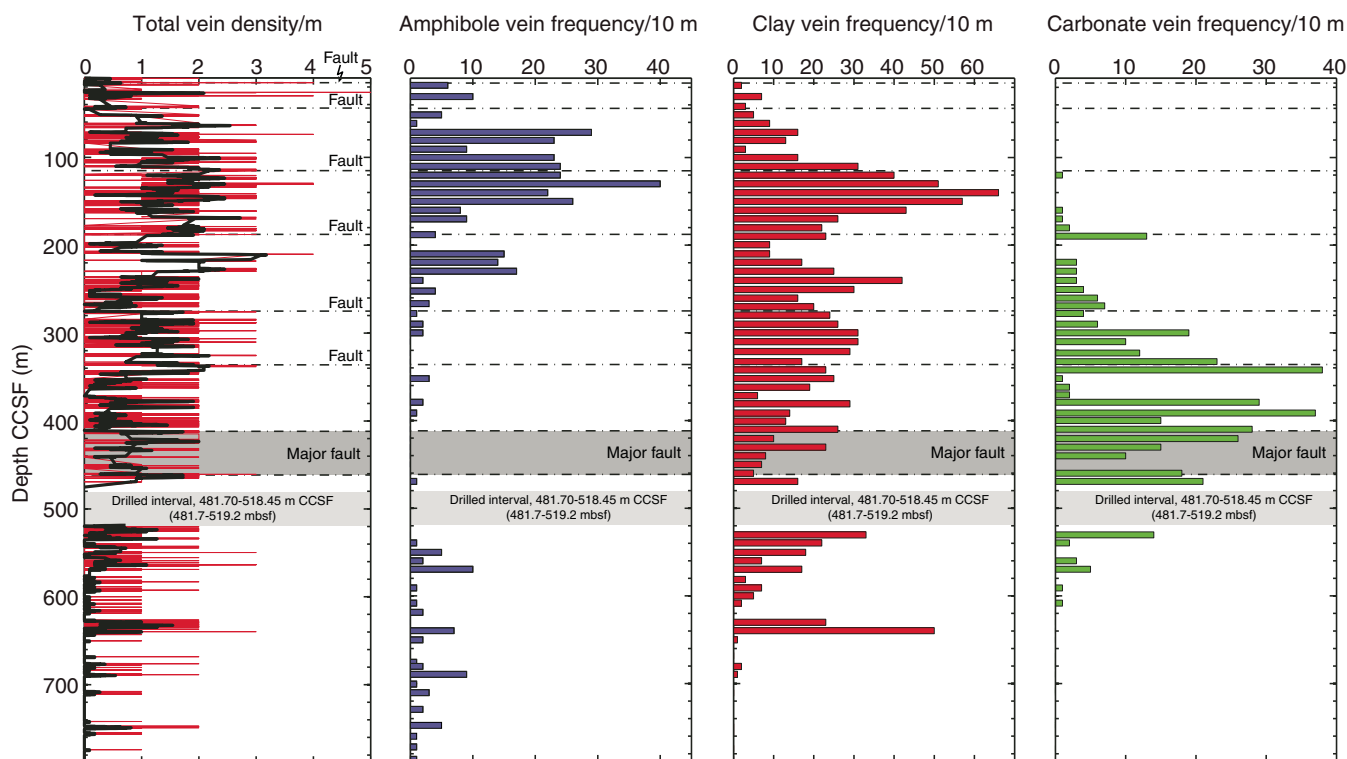 Total vein density/m
Amphibole vein frequency/10 m
Clay vein frequency/10 m
Carbonate vein frequency/10 m
0 1 2 3 4 5
0 10 20 30 40
0 10 20 30 40 50 60
0 10 20 30 40
Fault
Fault
Fault
Fault
Fault
Fault
Depth CCSF (m)
100
200
300
400
500
600
700
Major fault
Major fault
Major fault
Drilled interval, 481.70-518.45 m CCSF
(481.7-519.2 mbsf)
Drilled interval, 481.70-518.45 m CCSF
(481.7-519.2 mbsf)
Drilled interval, 481.70-518.45 m CCSF
(481.7-519.2 mbsf)
Drilled interval, 481.70-518.45 m CCSF
(481.7-519.2 mbsf)